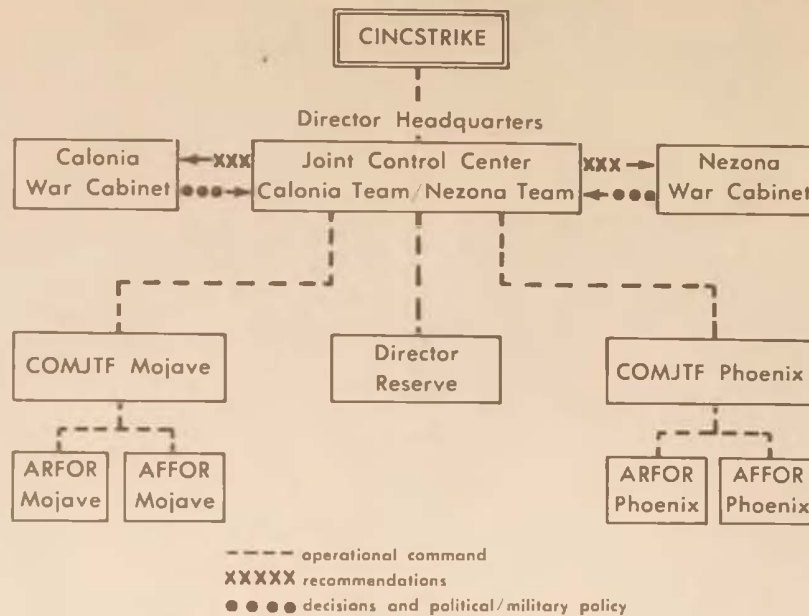 CINCSTRIKE
Director Headquarters
Calonia
War Cabinet
XXX
Joint Control Center
Calonia Team/Nezona Team
XXX
Nezona
War Cabinet
COMJTF Mojave
Director
Reserve
COMJTF Phoenix
ARFOR
Mojave
AFFOR
Mojave
ARFOR
Phoenix
AFFOR
Phoenix
operational command
XXXXX recommendations
decisions and political/military policy